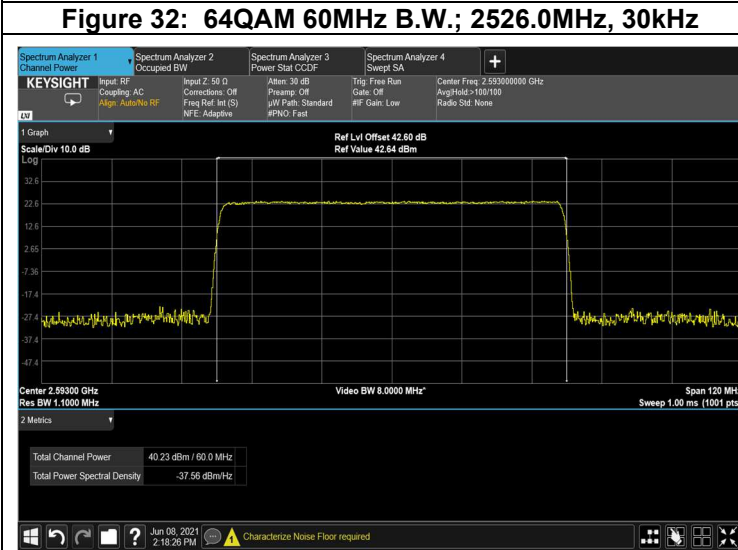 Figure 32: 64QAM 60MHz B.W.; 2526.0MHz, 30kHz
Spectrum Analyzer 1
Channel Power
Spectrum Analyzer 2
Occupied BW
Spectrum Analyzer 3
Power Stat CCDF
Spectrum Analyzer 4
Swept SA
KEYSIGHT
LXI
Input: RF
Coupling: AC
Align: Auto/No RF
Input Z: 50 Ω
Corrections: Off
Freq Ref: Int (S)
NFE: Adaptive
Atten: 30 dB
Preamp: Off
µW Path: Standard
#PNO: Fast
Trig: Free Run
Gate: Off
#IF Gain: Low
Center Freq: 2.593000000 GHz
Avg|Hold:>100/100
Radio Std: None
1 Graph
Scale/Div 10.0 dB
Ref Lvl Offset 42.60 dB
Ref Value 42.64 dBm
Log
32.6
22.6
12.6
2.65
-7.36
-17.4
-27.4
-37.4
-47.4
Center 2.59300 GHz
Res BW 1.1000 MHz
Video BW 8.0000 MHz*
Span 120 MH
Sweep 1.00 ms (1001 pts
2 Metrics
Total Channel Power 40.23 dBm / 60.0 MHz
Total Power Spectral Density -37.56 dBm/Hz
Jun 08, 2021
2:18:26 PM
1
Characterize Noise Floor required